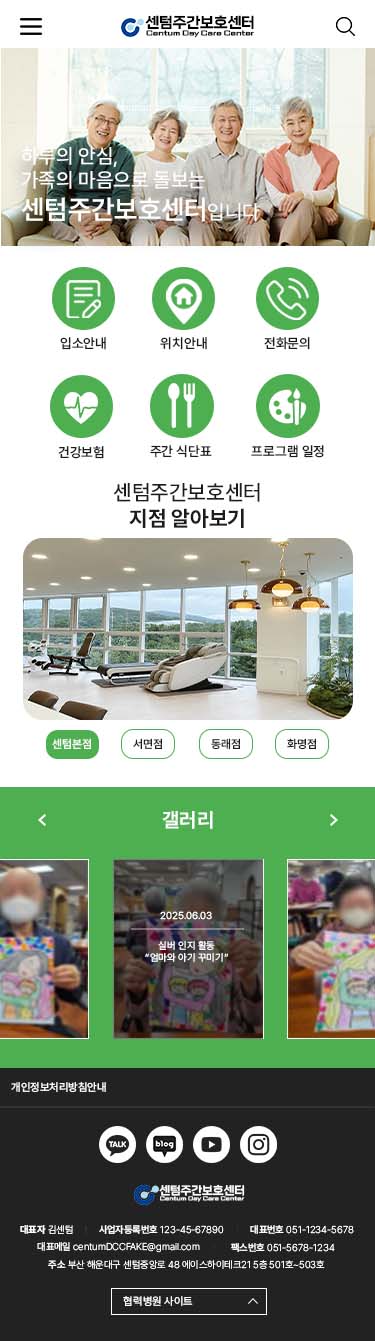 센텀주간보호센터
Centum Day Care Center
하루의 안심,
가족의 마음으로 돌보는
센텀주간보호센터입니다
입소안내
위치안내
전화문의
건강보험
주간 식단표
프로그램 일정
센텀주간보호센터
지점 알아보기
센텀본점
서면점
동래점
화명점
갤러리
2025.06.03
실버 인지 활동
“엄마와 아기 꾸미기”
개인정보처리방침안내
TALK
blog
센텀주간보호센터
Centum Day Care Center
대표자 김센텀 | 사업자등록번호 123-45-67890 | 대표번호 051-1234-5678
대표메일 centumDCCFAKE@gmail.com 팩스번호 051-5678-1234
주소 부산 해운대구 센텀중앙로 48 에이스하이테크21 5층 501호~503호
협력병원 사이트